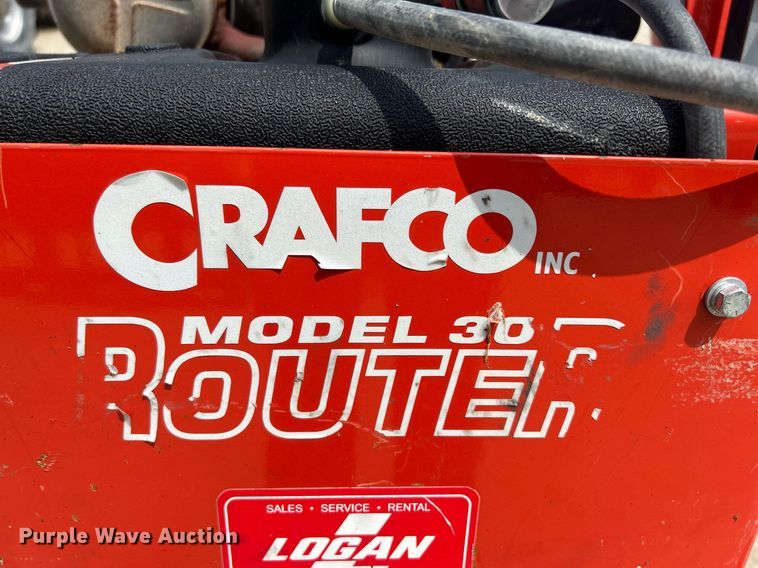 CRAFCO INC
MODEL 30
ROUTER
SALES • SERVICE • RENTAL
LOGAN
Purple Wave Auction